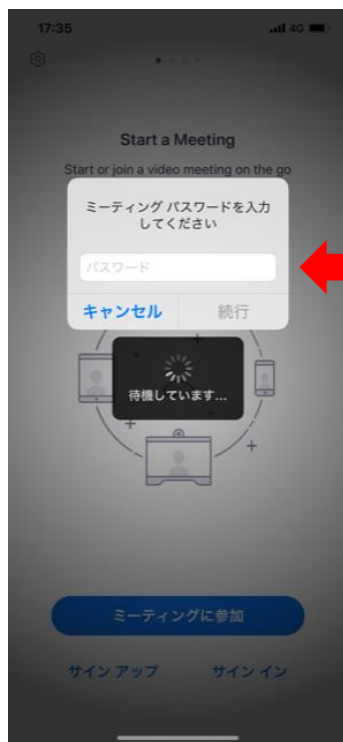 17:35
4G
Start a Meeting
Start or join a video meeting on the go
ミーティング パスワードを入力
してください
パスワード
キャンセル
続行
待機しています...
ミーティングに参加
サイン アップ
サイン イン